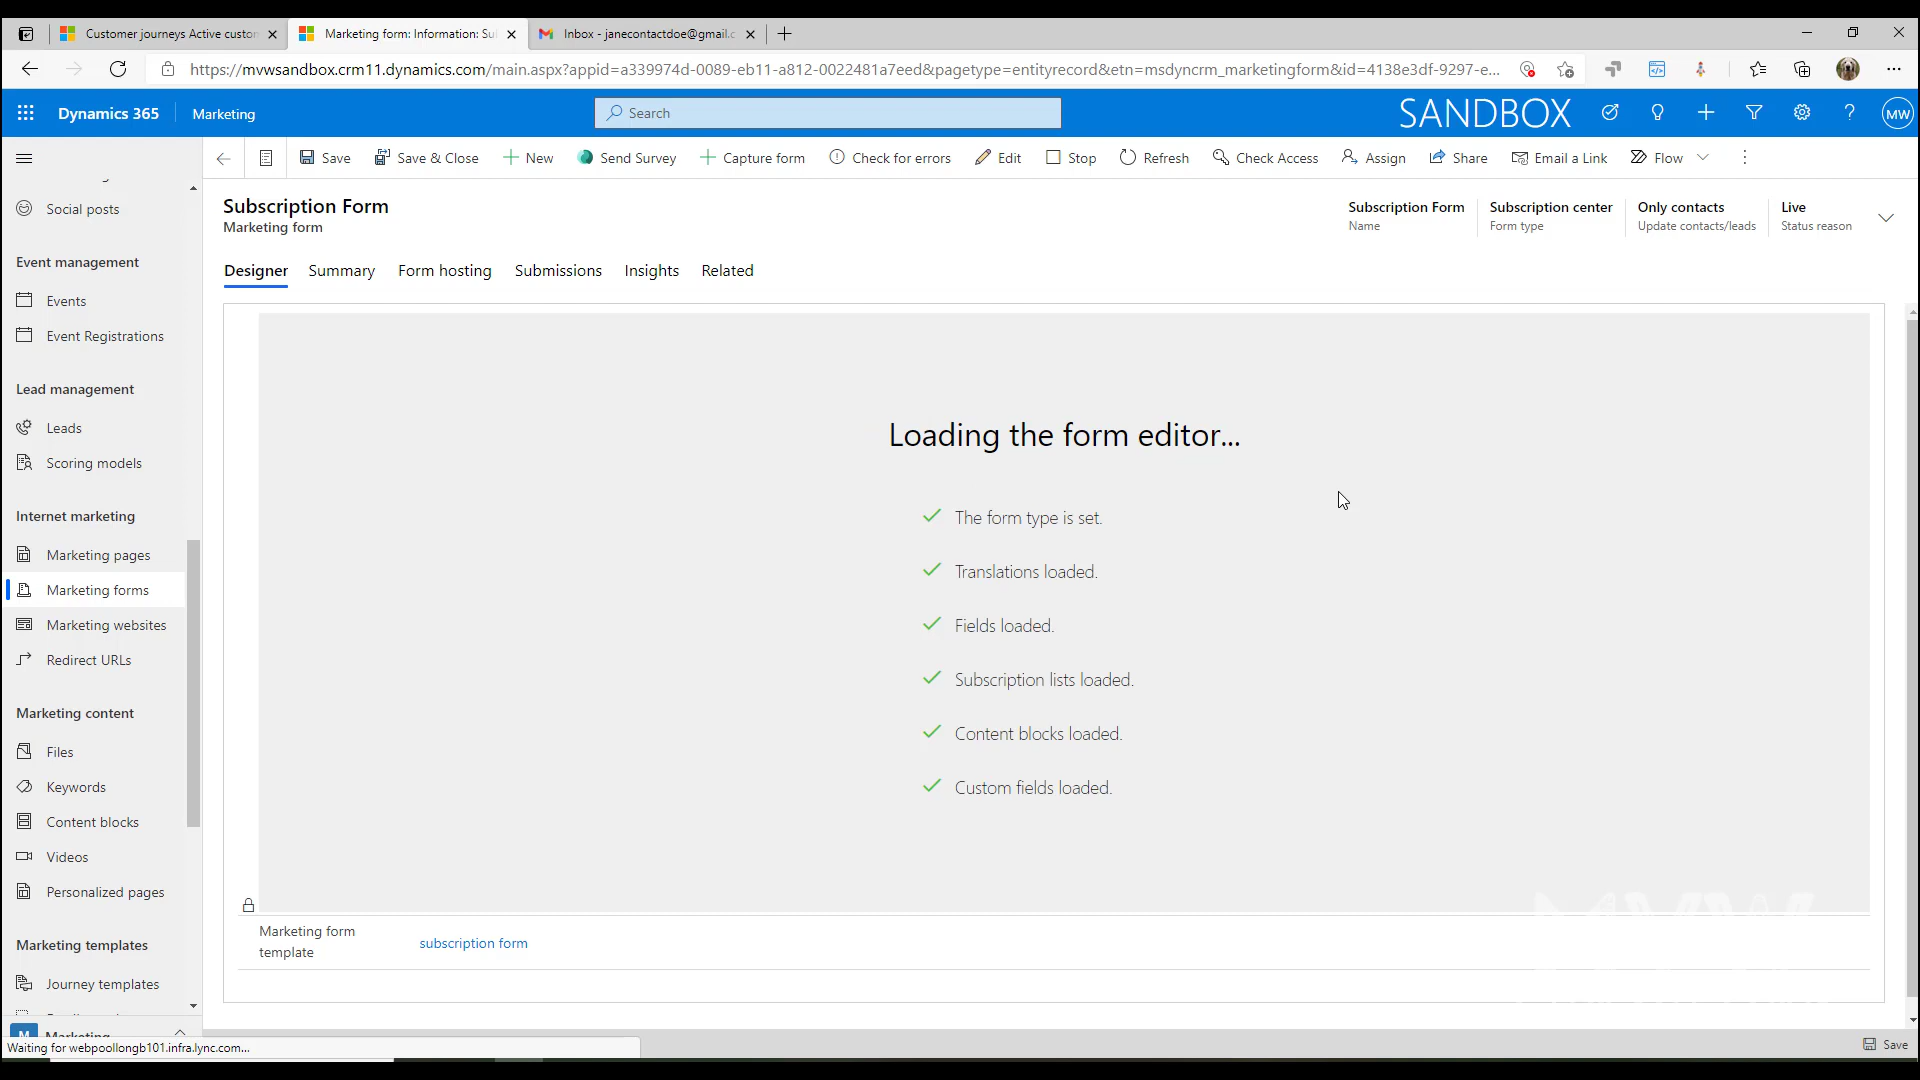 Customer journeys Active custon
Marketing form: Information: Sul
Inbox - janecontactdoe@gmail.c
https://mvwsandbox.crm11.dynamics.com/main.aspx?appid=a339974d-0089-eb11-a812-0022481a7eed&pagetype=entityrecord&etn=msdyncrm_marketingform&id=4138e3df-9297-e...
Dynamics 365
Marketing
Search
SANDBOX
MW
Save
Save & Close
New
Send Survey
Capture form
Check for errors
Edit
Stop
Refresh
Check Access
Assign
Share
Email a Link
Flow
Subscription Form
Marketing form
Subscription Form
Name
Subscription center
Form type
Only contacts
Update contacts/leads
Live
Status reason
Designer
Summary
Form hosting
Submissions
Insights
Related
Social posts
Event management
Events
Event Registrations
Lead management
Leads
Scoring models
Internet marketing
Marketing pages
Marketing forms
Marketing websites
Redirect URLs
Marketing content
Files
Keywords
Content blocks
Videos
Personalized pages
Marketing templates
Journey templates
M
Marketing
Loading the form editor...
The form type is set.
Translations loaded.
Fields loaded.
Subscription lists loaded.
Content blocks loaded.
Custom fields loaded.
Marketing form
template
subscription form
Waiting for webpoollongb101.infra.lync.com...
Save